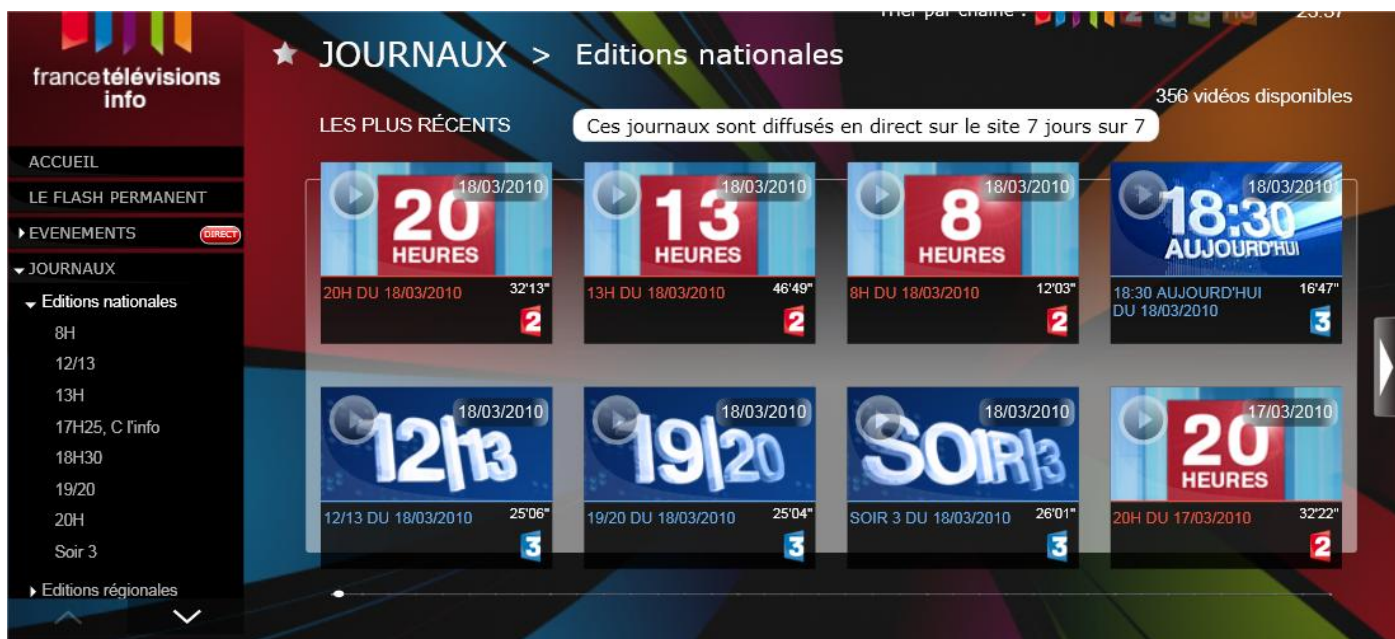 Trier par chaîne :
2 3
23:37
francetélévisions
info
JOURNAUX > Editions nationales
356 vidéos disponibles
LES PLUS RÉCENTS
Ces journaux sont diffusés en direct sur le site 7 jours sur 7
ACCUEIL
LE FLASH PERMANENT
EVENEMENTS DIRECT
JOURNAUX
Editions nationales
8H
12/13
13H
17H25, C l'info
18H30
19/20
20H
Soir 3
Editions régionales
18/03/2010
20
HEURES
20H DU 18/03/2010 32'13"
2
18/03/2010
13
HEURES
13H DU 18/03/2010 46'49"
2
18/03/2010
8
HEURES
8H DU 18/03/2010 12'03"
2
18/03/2010
18:30
AUJOURD'HUI
18:30 AUJOURD'HUI 16'47"
DU 18/03/2010
3
18/03/2010
12/13
12/13 DU 18/03/2010 25'06"
3
18/03/2010
19/20
19/20 DU 18/03/2010 25'04"
3
18/03/2010
SOIR/3
SOIR 3 DU 18/03/2010 26'01"
3
17/03/2010
20
HEURES
20H DU 17/03/2010 32'22"
2